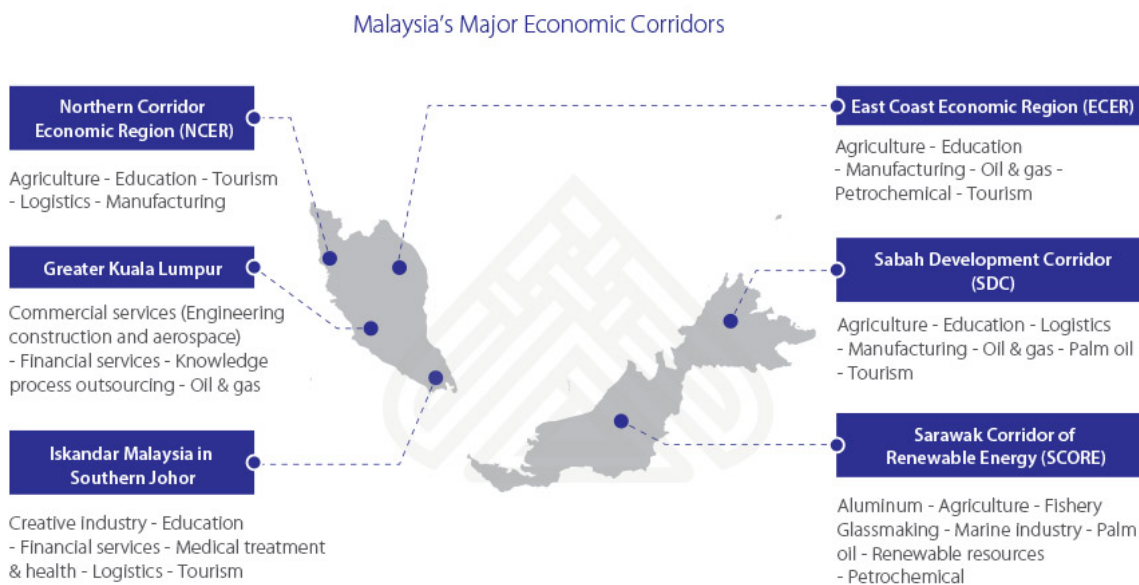 Malaysia's Major Economic Corridors
Northern Corridor
Economic Region (NCER)
Agriculture - Education - Tourism
- Logistics - Manufacturing
Greater Kuala Lumpur
Commercial services (Engineering
construction and aerospace)
- Financial services - Knowledge
process outsourcing - Oil & gas
Iskandar Malaysia in
Southern Johor
Creative industry - Education
- Financial services - Medical treatment
& health - Logistics - Tourism
East Coast Economic Region (ECER)
Agriculture - Education
- Manufacturing - Oil & gas -
Petrochemical - Tourism
Sabah Development Corridor
(SDC)
Agriculture - Education - Logistics
- Manufacturing - Oil & gas - Palm oil
- Tourism
Sarawak Corridor of
Renewable Energy (SCORE)
Aluminum - Agriculture - Fishery
Glassmaking - Marine industry - Palm
oil - Renewable resources
- Petrochemical